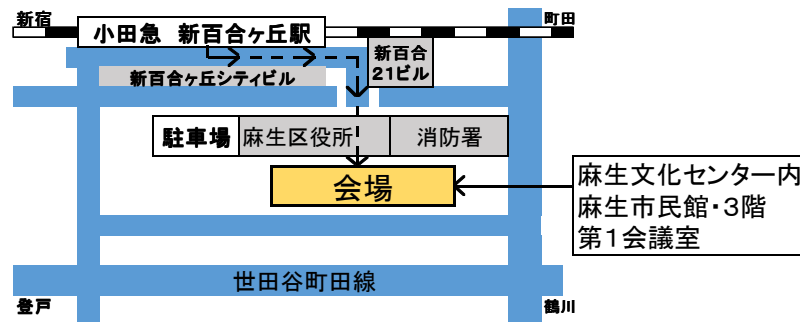 新宿
町田
小田急 新百合ヶ丘駅
新百合
21ビル
新百合ヶ丘シティビル
駐車場
麻生区役所
消防署
会場
麻生文化センター内
麻生市民館・3階
第1会議室
世田谷町田線
登戸
鶴川